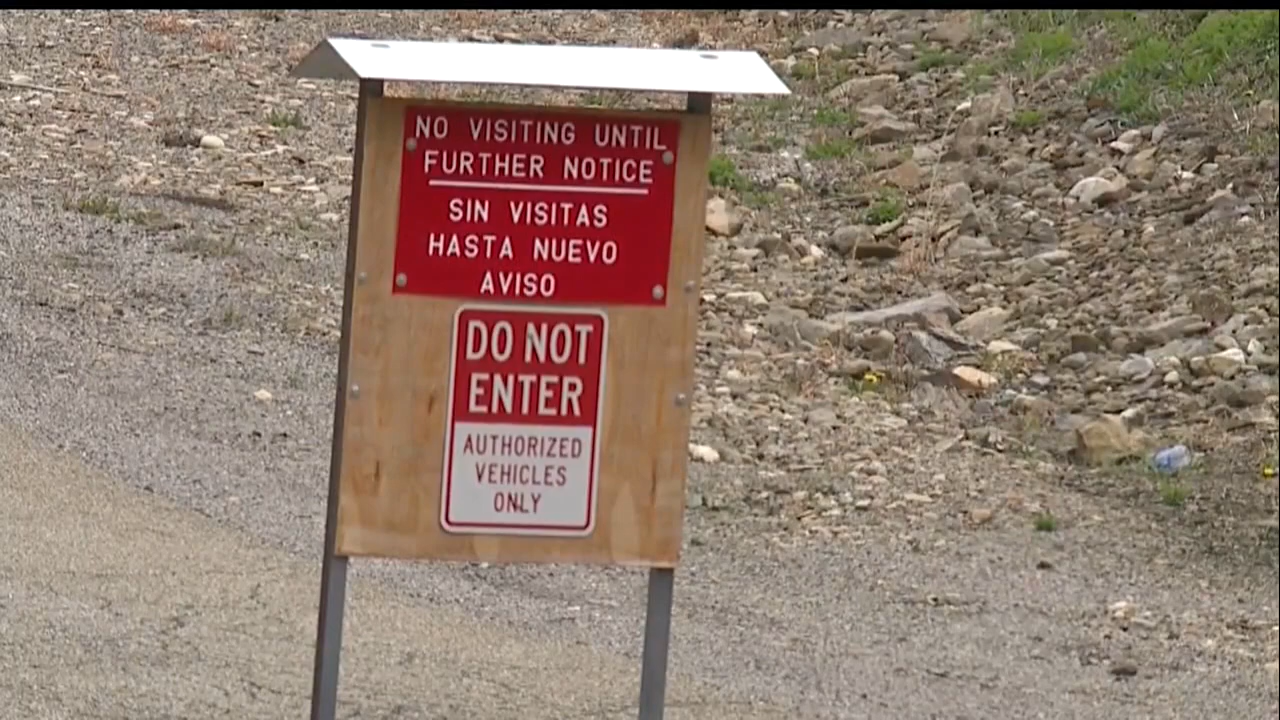 NO VISITING UNTIL
FURTHER NOTICE
SIN VISITAS
HASTA NUEVO
AVISO
DO NOT
ENTER
AUTHORIZED
VEHICLES
ONLY